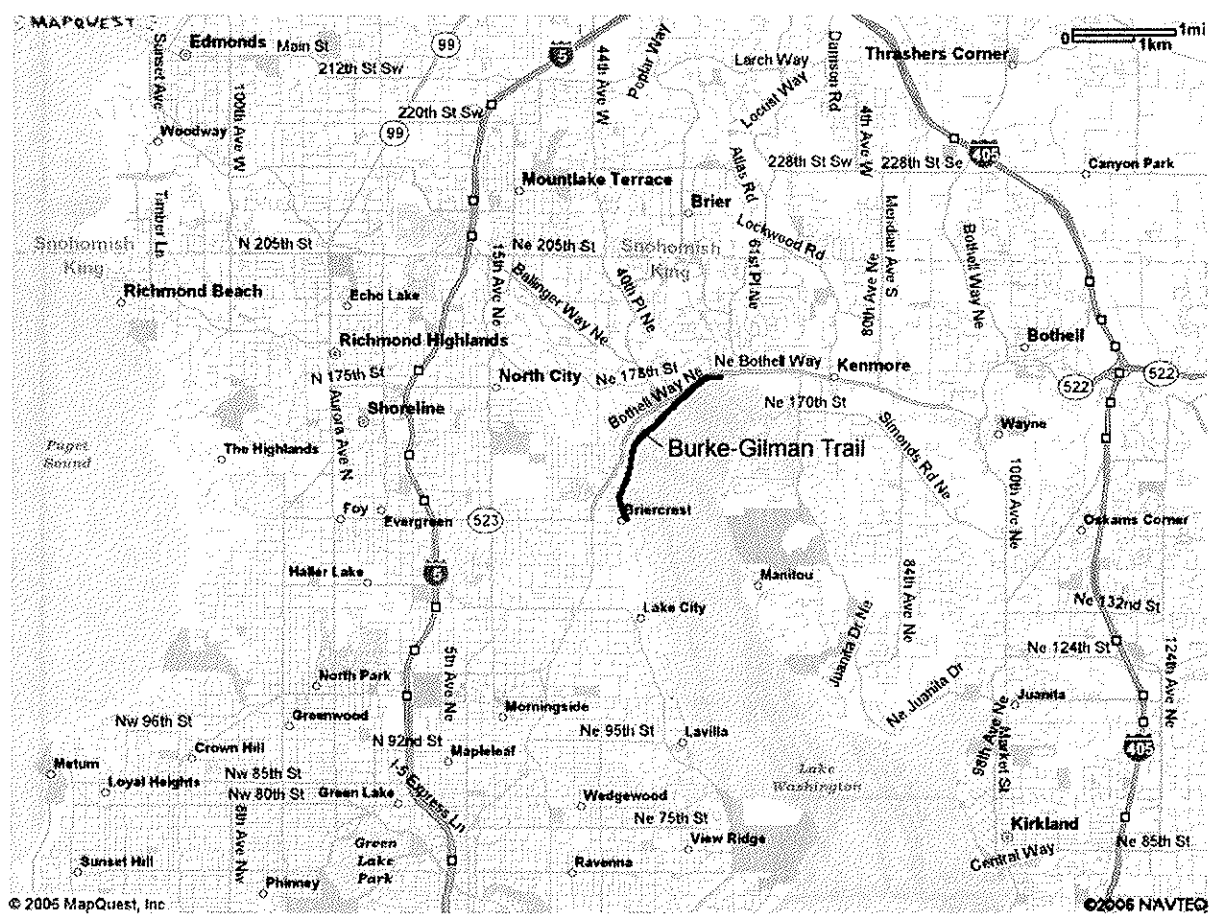 MAPQUEST
0 1mi
1km
Edmonds
Main St
99
5
44th Ave W
Poplar Way
Larch Way
Damson Rd
Thrashers Corner
Sunset Ave
212th St Sw
Locust Way
100th Ave W
220th St Sw
99
4th Ave W
Woodway
405
Atlas Rd
228th St Sw
228th St Se
Canyon Park
Mountlake Terrace
Brier
Timber Ln
Lockwood Rd
Meridian Ave S
Bothell Way Ne
Snohomish
King
N 205th St
15th Ave Ne
Ne 205th St
Snohomish
King
61st Pl Ne
Ballinger Way Ne
40th Pl Ne
80th Ave Ne
Richmond Beach
Echo Lake
Richmond Highlands
Bothell
N 175th St
North City
Ne 178th St
Ne Bothell Way
Kenmore
522
522
Bothell Way Ne
Aurora Ave N
Shoreline
Ne 170th St
Simonds Rd Ne
Wayne
Puget
Sound
The Highlands
Burke-Gilman Trail
100th Ave Ne
Foy
Evergreen
523
Briercrest
Oskams Corner
Haller Lake
5
Manitou
84th Ave Ne
Lake City
Ne 132nd St
Juanita Dr Ne
Ne 124th St
124th Ave Ne
5th Ave Ne
North Park
Ne Juanita Dr
Juanita
Greenwood
Morningside
Nw 96th St
N 92nd St
Ne 95th St
Lavilla
98th Ave Ne
Market St
405
Crown Hill
Mapleleaf
Metum
Loyal Heights
Nw 85th St
I-5 Express Ln
Lake
Washington
Nw 80th St
Green Lake
Wedgewood
Ne 75th St
8th Ave Nw
Kirkland
View Ridge
Central Way
Ne 85th St
Sunset Hill
Green
Lake
Park
Ravenna
Phinney
© 2006 MapQuest, Inc
©2006 NAVTEQ